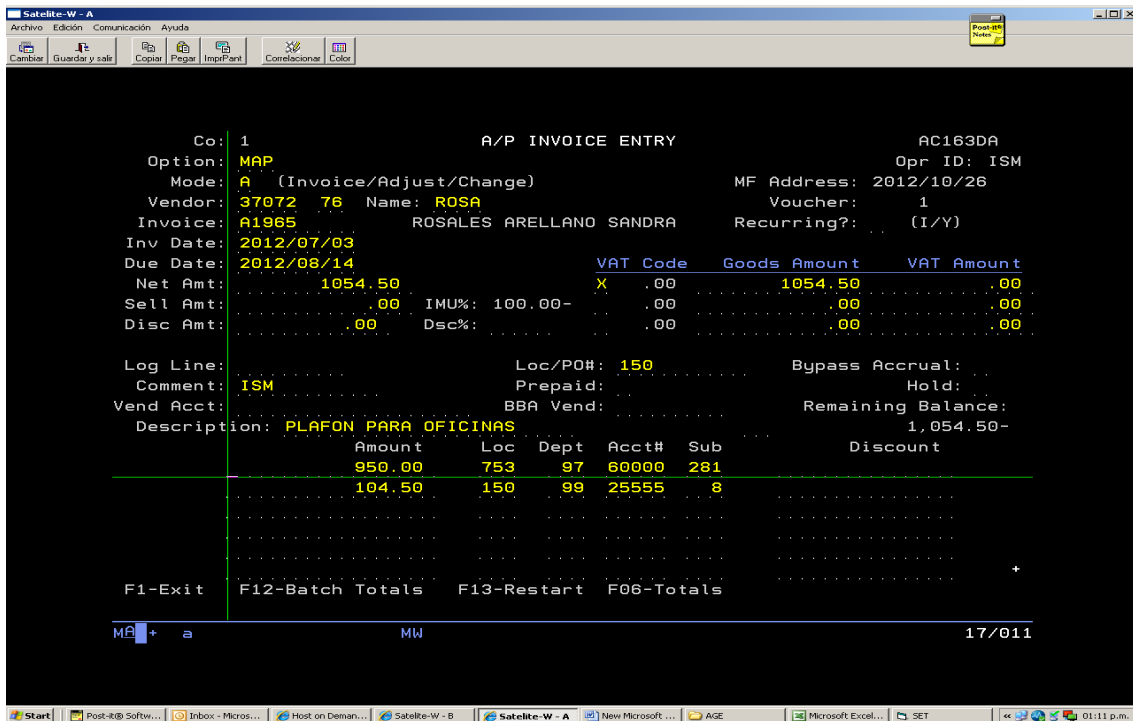 Satelite-W - A
Archivo Edición Comunicación Ayuda
Post-it® Notes
Cambiar Guardar y salir Copiar Pegar ImprPant Correlacionar Color
Co: 1 A/P INVOICE ENTRY AC163DA
Option: MAP Opr ID: ISM
Mode: A (Invoice/Adjust/Change) MF Address: 2012/10/26
Vendor: 37072 76 Name: ROSA Voucher: 1
Invoice: A1965 ROSALES ARELLANO SANDRA Recurring?: (I/Y)
Inv Date: 2012/07/03
Due Date: 2012/08/14 VAT Code Goods Amount VAT Amount
Net Amt: 1054.50 X .00 1054.50 .00
Sell Amt: .00 IMU%: 100.00- .00 .00 .00
Disc Amt: .00 Dsc%: .00 .00 .00
Log Line: Loc/PO#: 150 Bypass Accrual:
Comment: ISM Prepaid: Hold:
Vend Acct: BBA Vend: Remaining Balance:
Description: PLAFON PARA OFICINAS 1,054.50-
Amount Loc Dept Acct# Sub Discount
950.00 753 97 60000 281
104.50 150 99 25555 8
+
F1-Exit F12-Batch Totals F13-Restart F06-Totals
MA + a MW 17/011
Start Post-it® Softw... Inbox - Micros... Host on Deman... Satelite-W - B Satelite-W - A New Microsoft ... AGE Microsoft Excel... SET « 01:11 p.m.